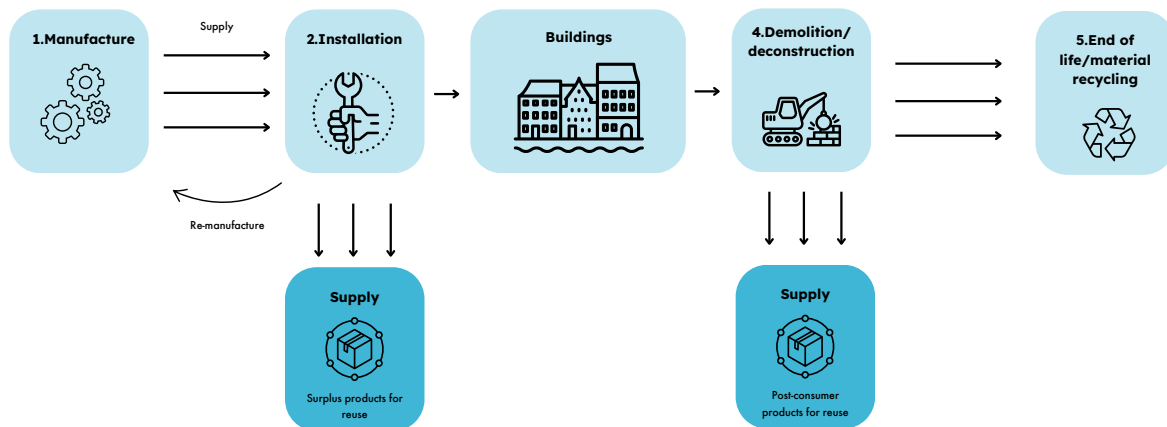 1.Manufacture
Supply
2.Installation
Buildings
4.Demolition/
deconstruction
5.End of
life/material
recycling
Re-manufacture
Supply
Surplus products for
reuse
Supply
Post-consumer
products for reuse